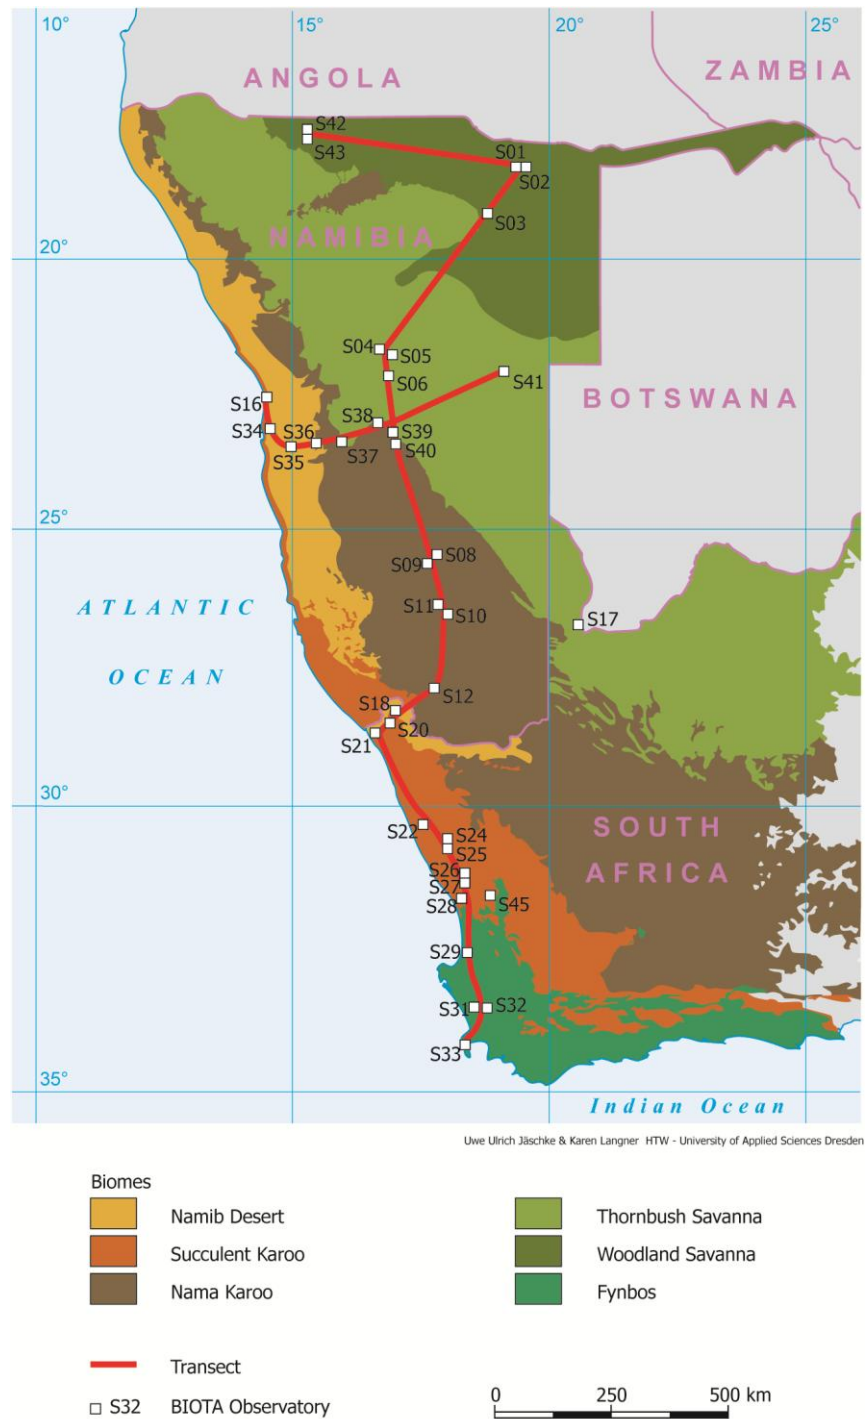 10°
15°
20°
25°
ANGOLA
ZAMBIA
S42
S43
S01
S02
S03
NAMIBIA
20°
S04
S05
S06
S41
BOTSWANA
S16
S38
S34
S36
S39
S35
S37
S40
25°
S08
S09
ATLANTIC
OCEAN
S11
S10
S17
S12
S18
S20
S21
30°
S22
S24
S25
SOUTH
AFRICA
S26
S27
S28
S45
S29
S31
S32
S33
35°
Indian Ocean
Uwe Ulrich Jäschke & Karen Langner HTW - University of Applied Sciences Dresden
Biomes
Namib Desert
Thornbush Savanna
Succulent Karoo
Woodland Savanna
Nama Karoo
Fynbos
Transect
S32 BIOTA Observatory
0 250 500 km